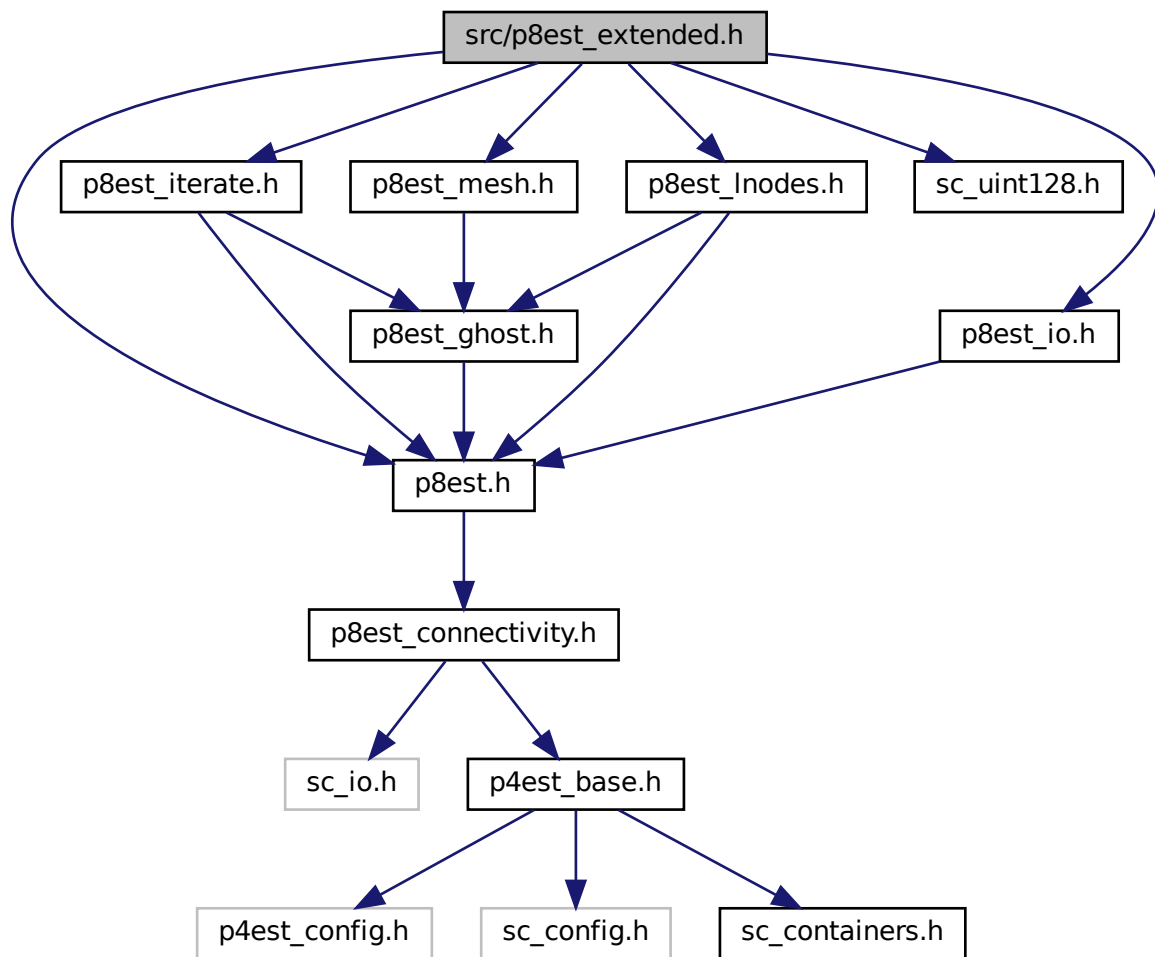 src/p8est_extended.h
p8est_iterate.h
p8est_mesh.h
p8est_lnodes.h
sc_uint128.h
p8est_ghost.h
p8est_io.h
p8est.h
p8est_connectivity.h
sc_io.h
p4est_base.h
p4est_config.h
sc_config.h
sc_containers.h